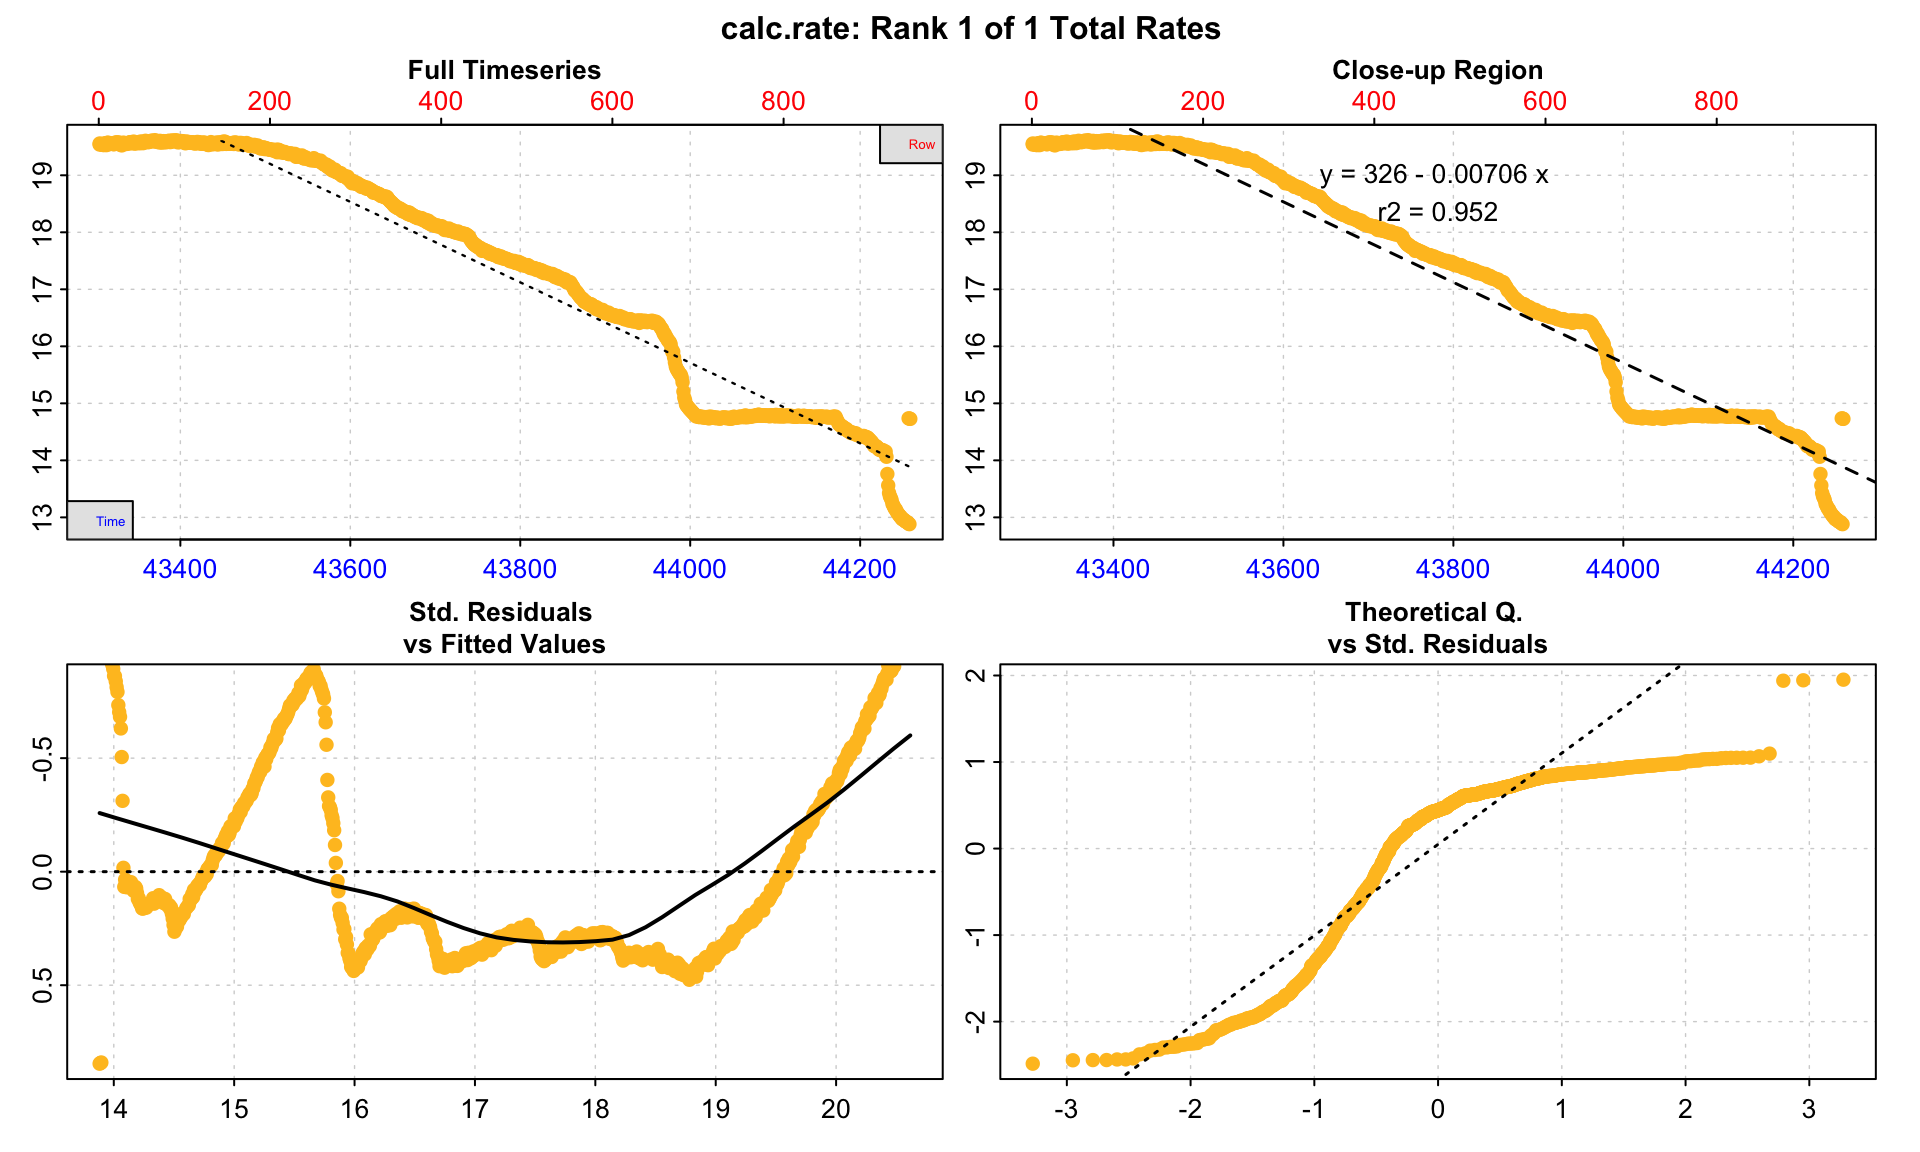 calc.rate: Rank 1 of 1 Total Rates
Full Timeseries
0 200 400 600 800
Row
19
18
17
16
15
14
13
Time
43400 43600 43800 44000 44200
Close-up Region
0 200 400 600 800
y = 326 - 0.00706 x
r2 = 0.952
19
18
17
16
15
14
13
43400 43600 43800 44000 44200
Std. Residuals
vs Fitted Values
-0.5
0.0
0.5
14 15 16 17 18 19 20
Theoretical Q.
vs Std. Residuals
2
1
0
-1
-2
-3 -2 -1 0 1 2 3